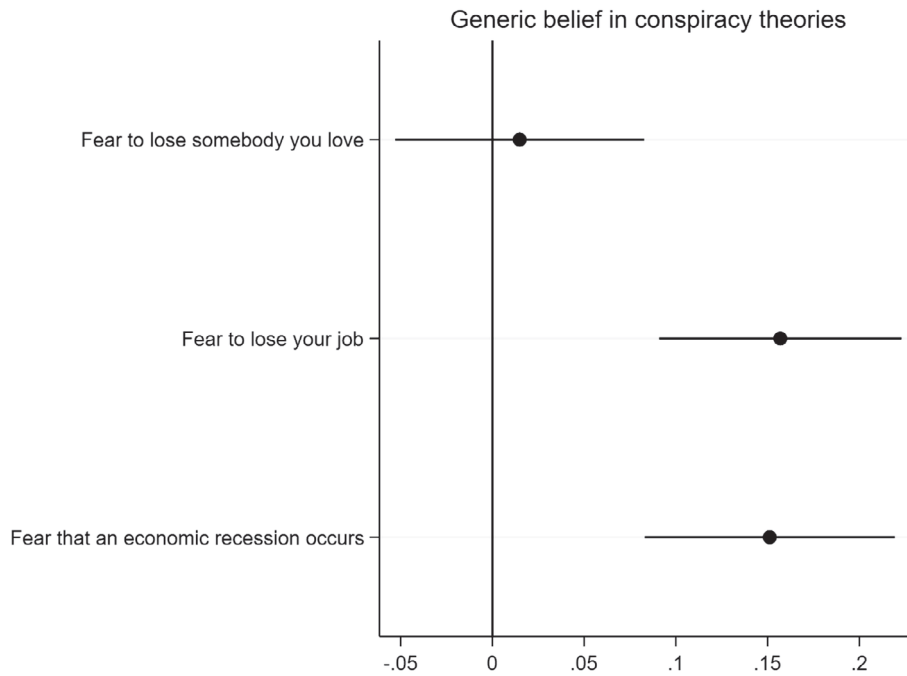 Generic belief in conspiracy theories
Fear to lose somebody you love
Fear to lose your job
Fear that an economic recession occurs
-.05 0 .05 .1 .15 .2